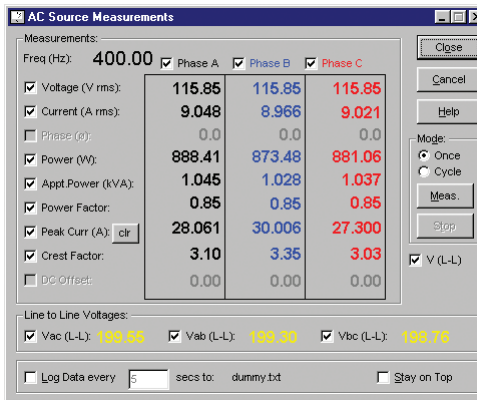 AC Source Measurements
Measurements:
Freq (Hz): 400.00 Phase A Phase B Phase C
Voltage (V rms): 115.85 115.85 115.85
Current (A rms): 9.048 8.966 9.021
Phase (ø): 0.0 0.0 0.0
Power (W): 888.41 873.48 881.06
Appt.Power (kVA): 1.045 1.028 1.037
Power Factor: 0.85 0.85 0.85
Peak Curr (A): clr 28.061 30.006 27.300
Crest Factor: 3.10 3.35 3.03
DC Offset: 0.00 0.00 0.00
Close
Cancel
Help
Mode:
Once
Cycle
Meas.
Stop
V (L-L)
Line to Line Voltages:
Vac (L-L): 199.55 Vab (L-L): 199.30 Vbc (L-L): 198.76
Log Data every 5 secs to: dummy.txt Stay on Top